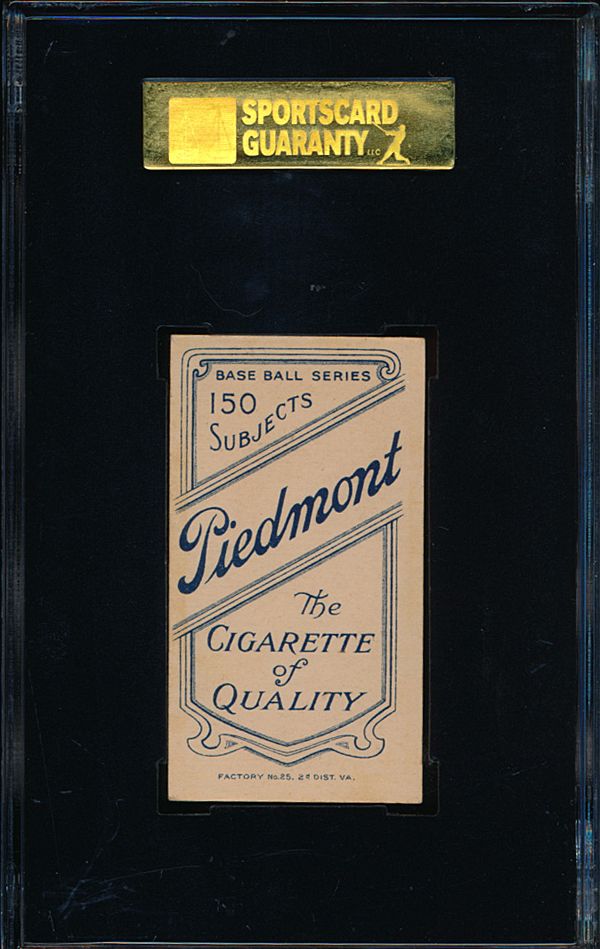 SPORTSCARD
GUARANTY LLC
BASE BALL SERIES
150
SUBJECTS
Piedmont
The
CIGARETTE
of
QUALITY
FACTORY No.25, 2d DIST. VA.